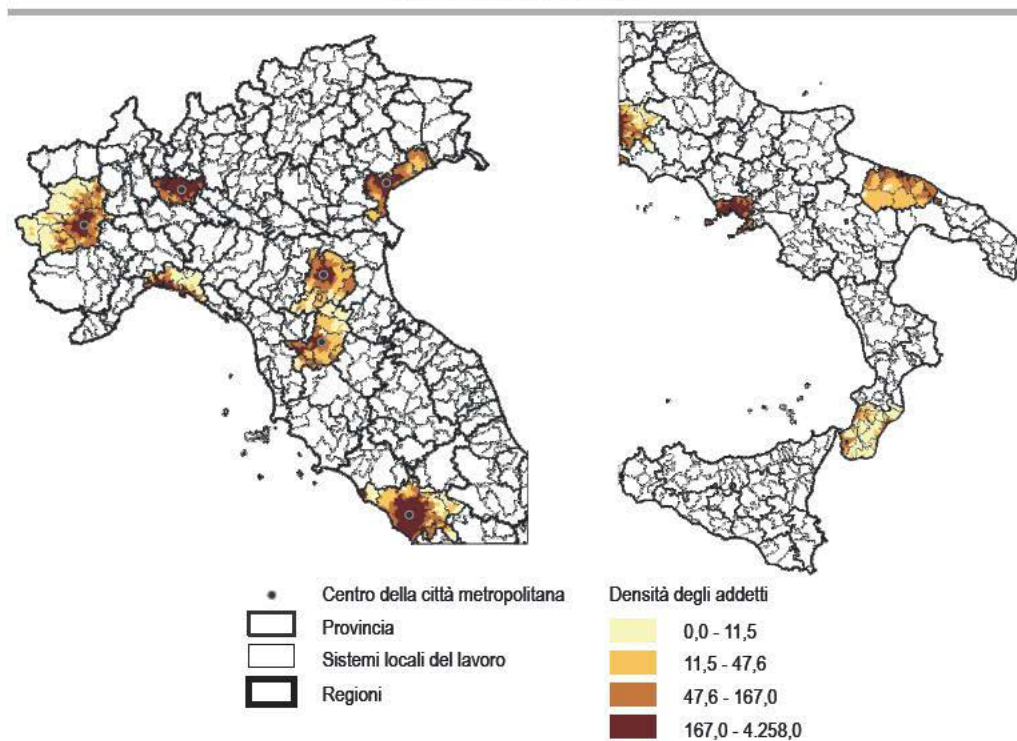 Centro della città metropolitana
Provincia
Sistemi locali del lavoro
Regioni
Densità degli addetti
0,0 - 11,5
11,5 - 47,6
47,6 - 167,0
167,0 - 4.258,0